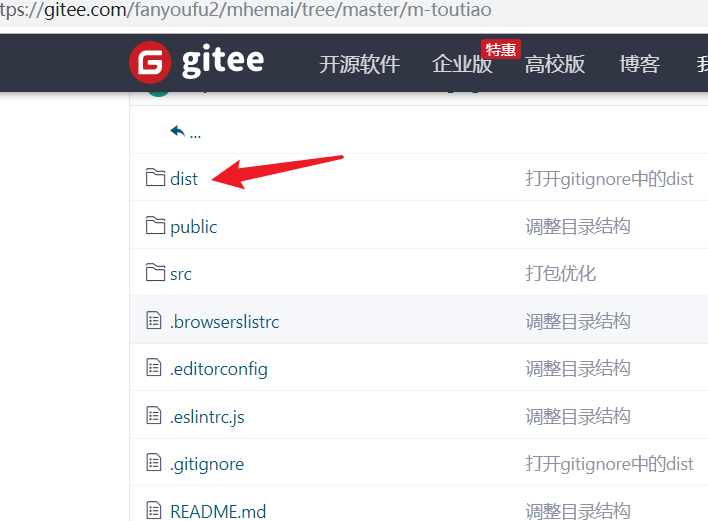 tps://gitee.com/fanyoufu2/mhemai/tree/master/m-toutiao
gitee 开源软件 企业版 特惠 高校版 博客
...
dist 打开gitignore中的dist
public 调整目录结构
src 打包优化
.browserslistrc 调整目录结构
.editorconfig 调整目录结构
.eslintrc.js 调整目录结构
.gitignore 打开gitignore中的dist
README.md 调整目录结构